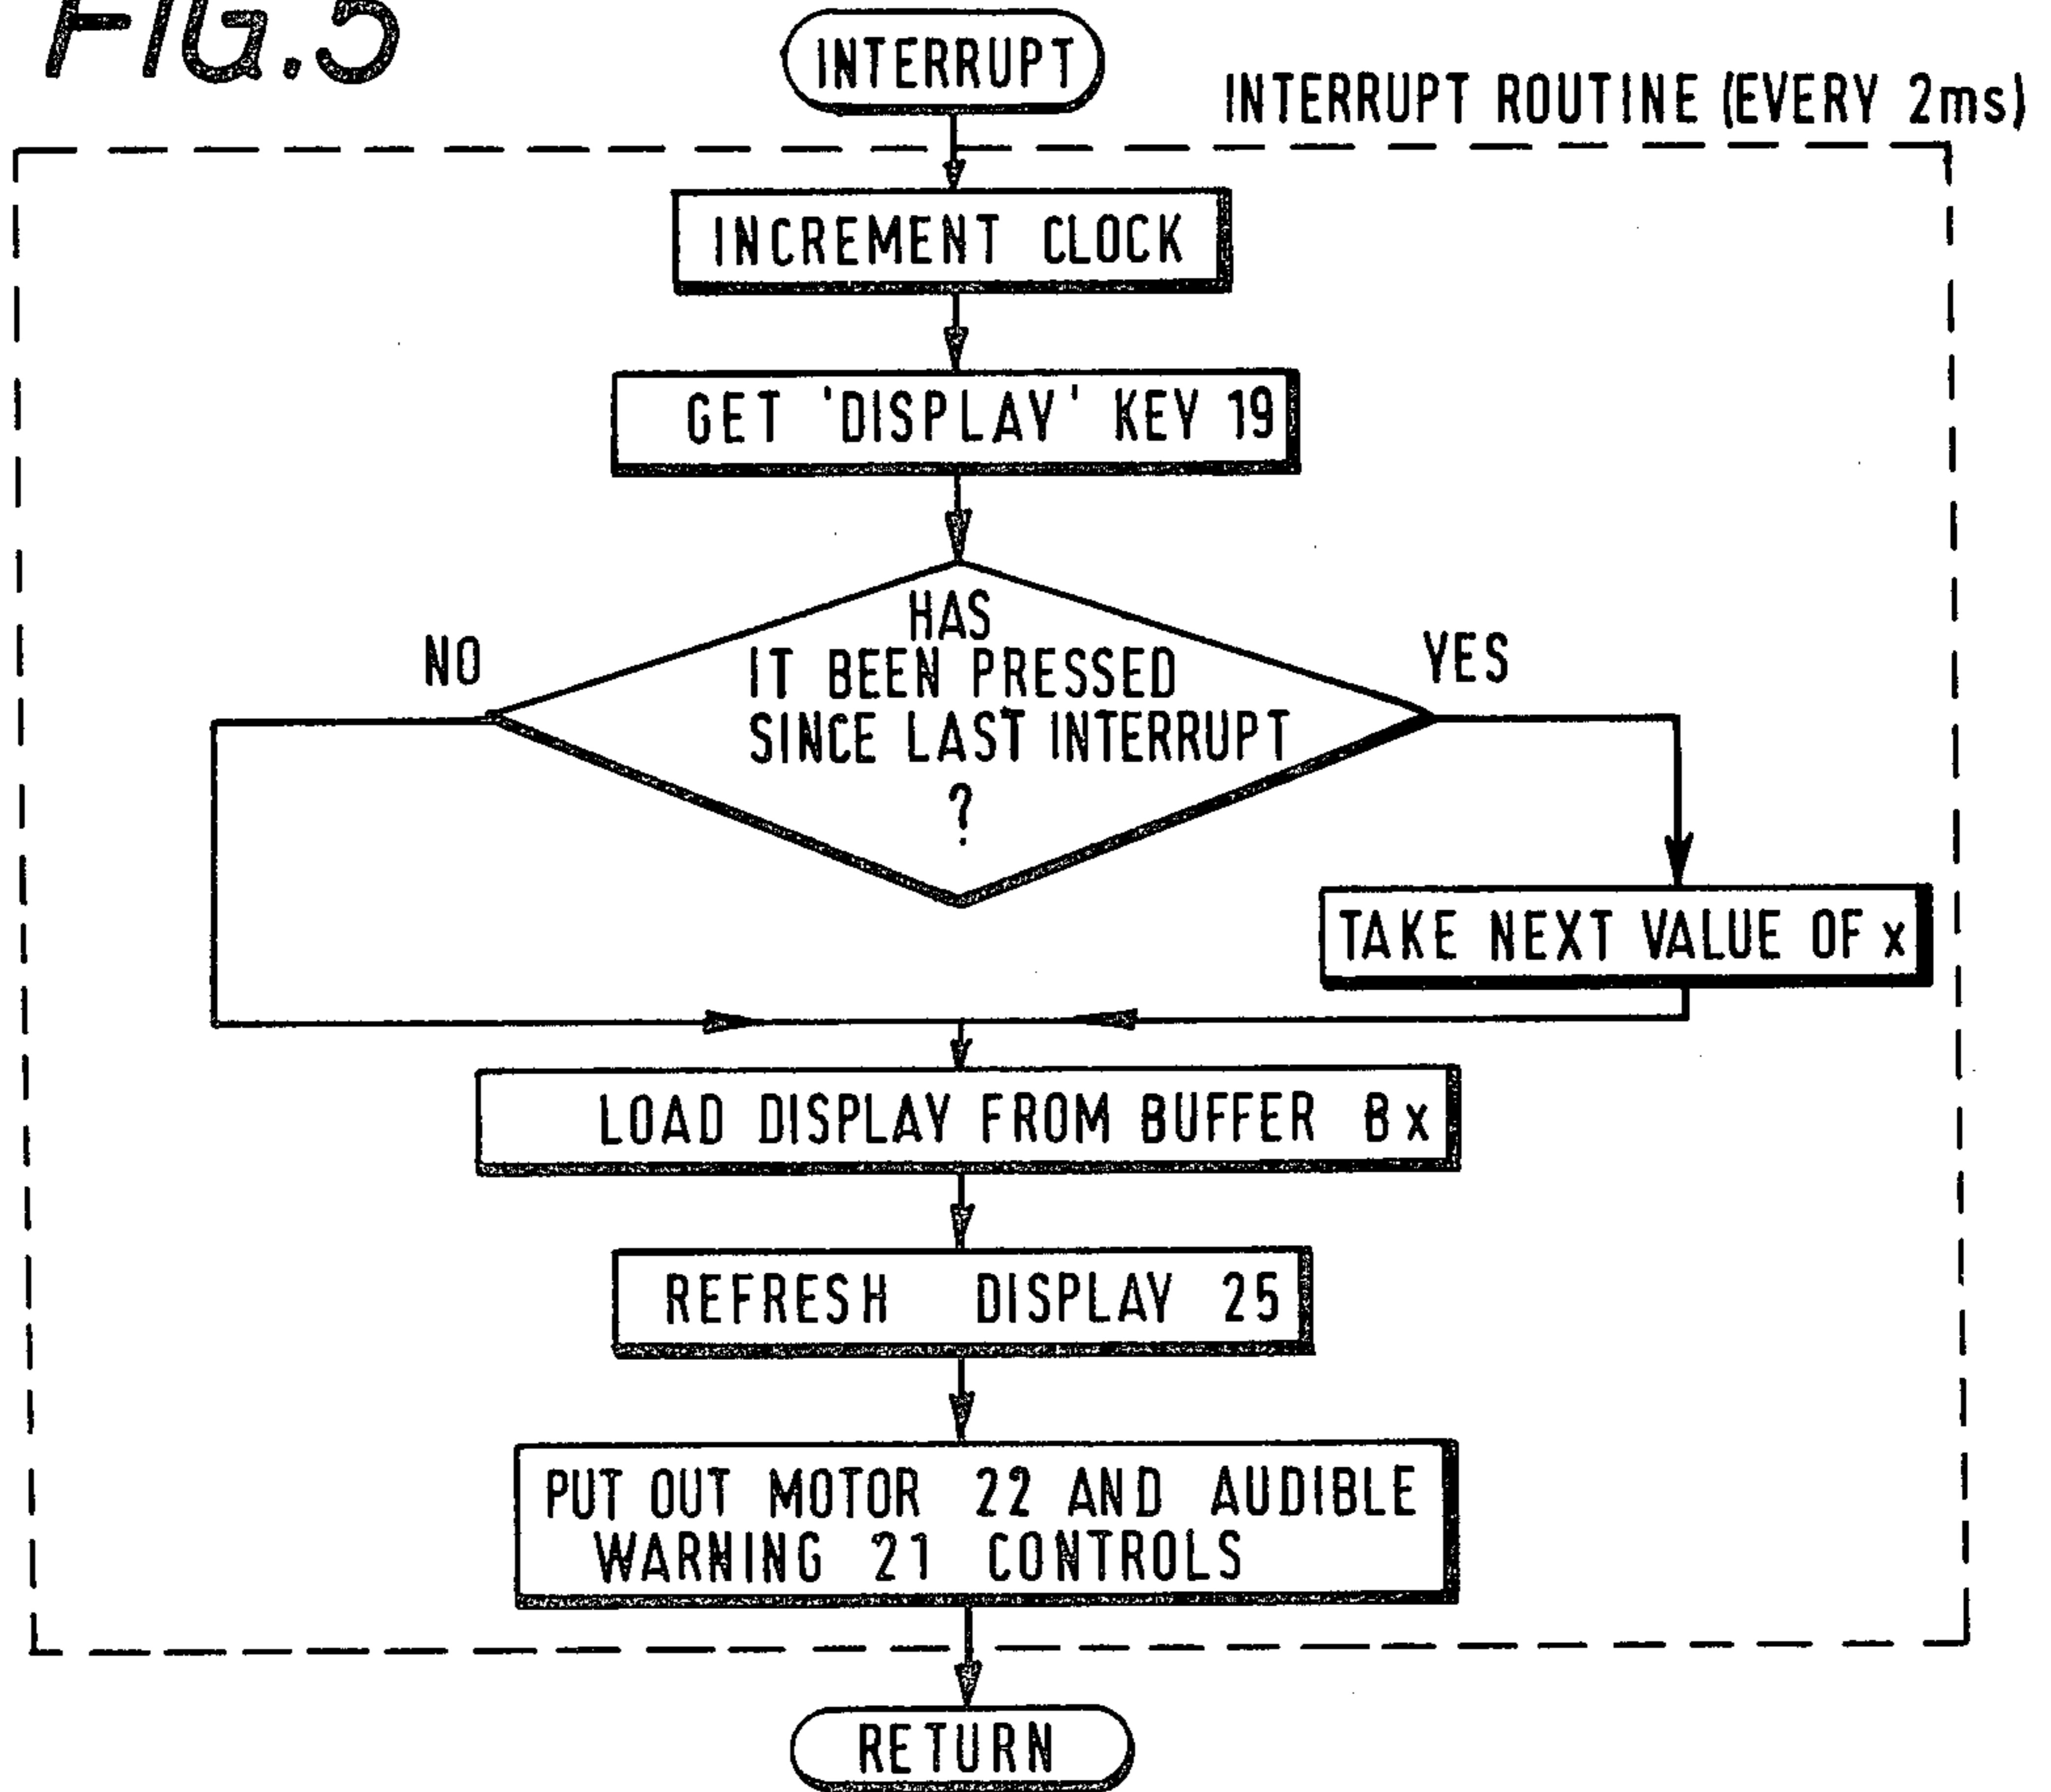 FIG.5
INTERRUPT
INTERRUPT ROUTINE (EVERY 2ms)
INCREMENT CLOCK
GET 'DISPLAY' KEY 19
HAS
IT BEEN PRESSED
SINCE LAST INTERRUPT
?
NO
YES
TAKE NEXT VALUE OF x
LOAD DISPLAY FROM BUFFER Bx
REFRESH DISPLAY 25
PUT OUT MOTOR 22 AND AUDIBLE
WARNING 21 CONTROLS
RETURN